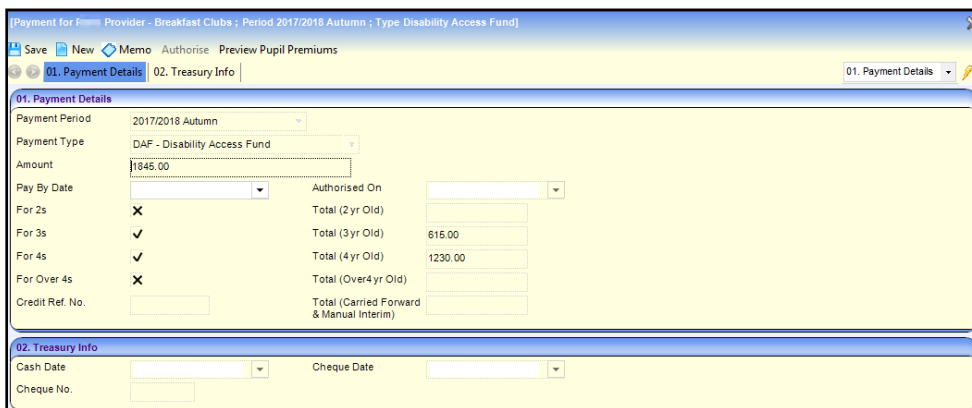 [Payment for Provider - Breakfast Clubs ; Period 2017/2018 Autumn ; Type Disability Access Fund]
Save New Memo Authorise Preview Pupil Premiums
01. Payment Details 02. Treasury Info 01. Payment Details
01. Payment Details
Payment Period 2017/2018 Autumn
Payment Type DAF - Disability Access Fund
Amount 1845.00
Pay By Date Authorised On
For 2s Total (2 yr Old)
For 3s Total (3 yr Old) 615.00
For 4s Total (4 yr Old) 1230.00
For Over 4s Total (Over4 yr Old)
Credit Ref. No. Total (Carried Forward
& Manual Interim)
02. Treasury Info
Cash Date Cheque Date
Cheque No.